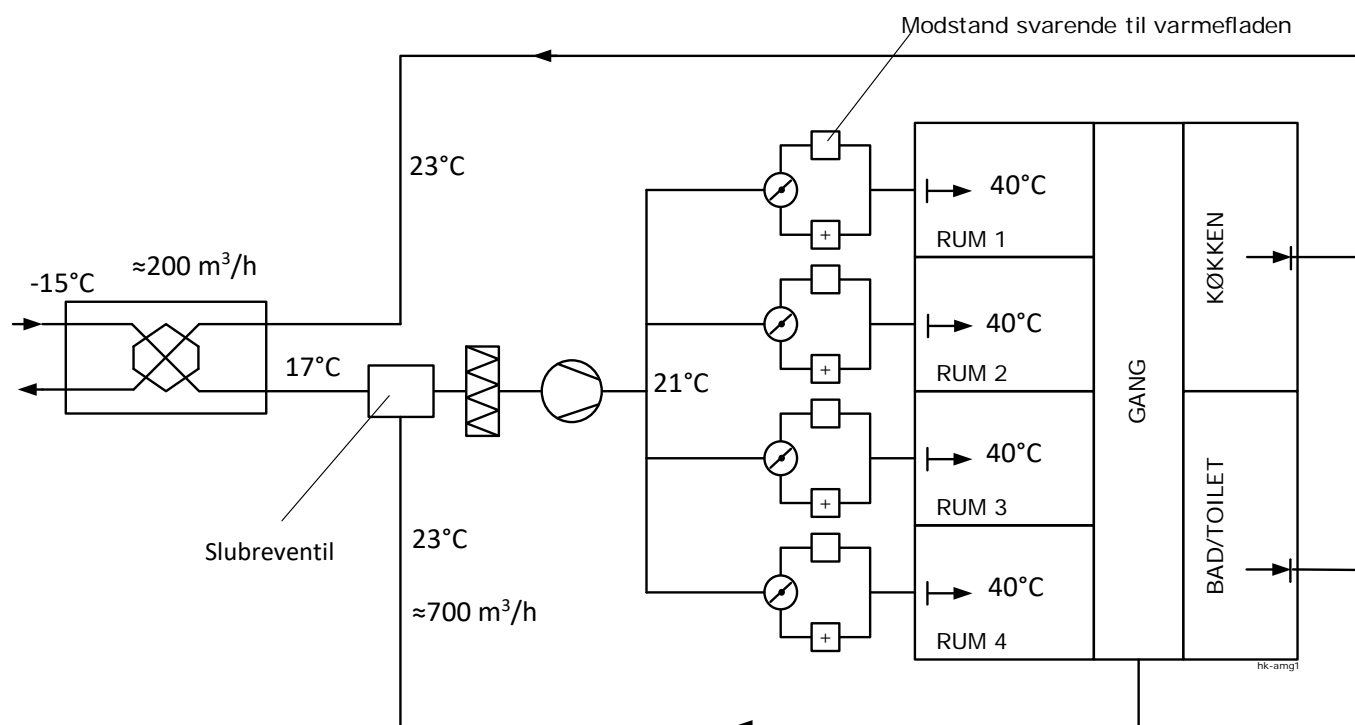 Modstand svarende til varmefladen
23°C
40°C
RUM 1
KØKKEN
≈200 m³/h
-15°C
40°C
RUM 2
17°C
21°C
GANG
40°C
RUM 3
BAD/TOILET
Slubreventil
23°C
40°C
≈700 m³/h
RUM 4
hk-amg1
+
+
+
+